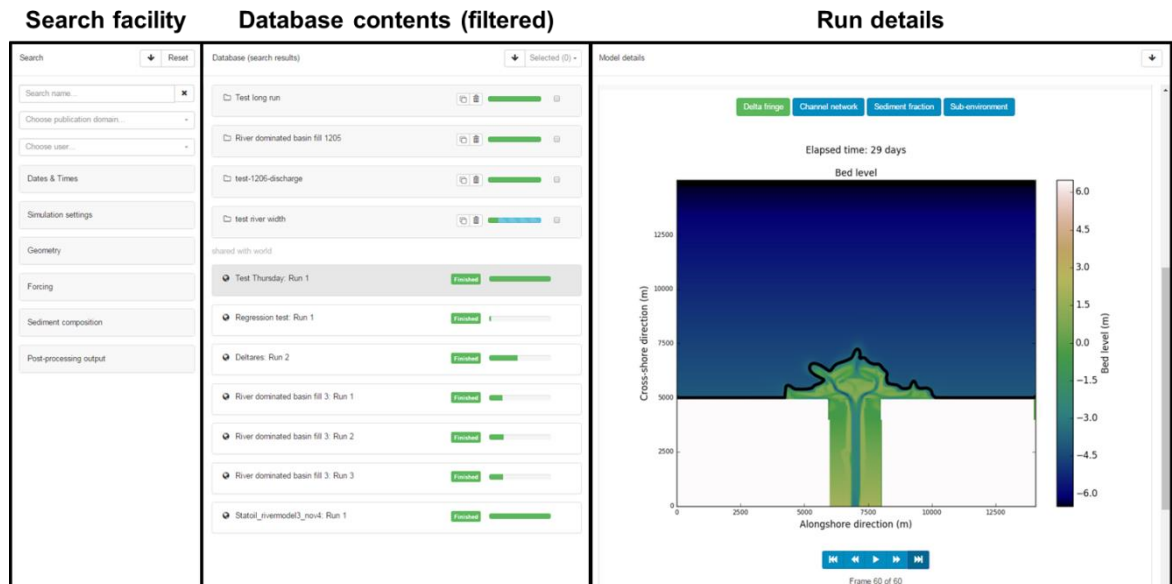 Search facility
Database contents (filtered)
Run details
Search
Reset
Search name...
Choose publication domain...
Choose user...
Dates & Times
Simulation settings
Geometry
Forcing
Sediment composition
Post-processing output
Database (search results)
Selected (0)
Test long run
River dominated basin fill 1205
test-1206-discharge
test river width
shared with world
Test Thursday: Run 1
Finished
Regression test: Run 1
Finished
Deltares: Run 2
Finished
River dominated basin fill 3: Run 1
Finished
River dominated basin fill 3: Run 2
Finished
River dominated basin fill 3: Run 3
Finished
Statoil_rivermodel3_nov4: Run 1
Finished
Model details
Delta fringe
Channel network
Sediment fraction
Sub-environment
Elapsed time: 29 days
Bed level
12500
10000
7500
5000
2500
0
Cross-shore direction (m)
0
2500
5000
7500
10000
12500
Alongshore direction (m)
6.0
4.5
3.0
1.5
0.0
−1.5
−3.0
−4.5
−6.0
Bed level (m)
Frame 60 of 60